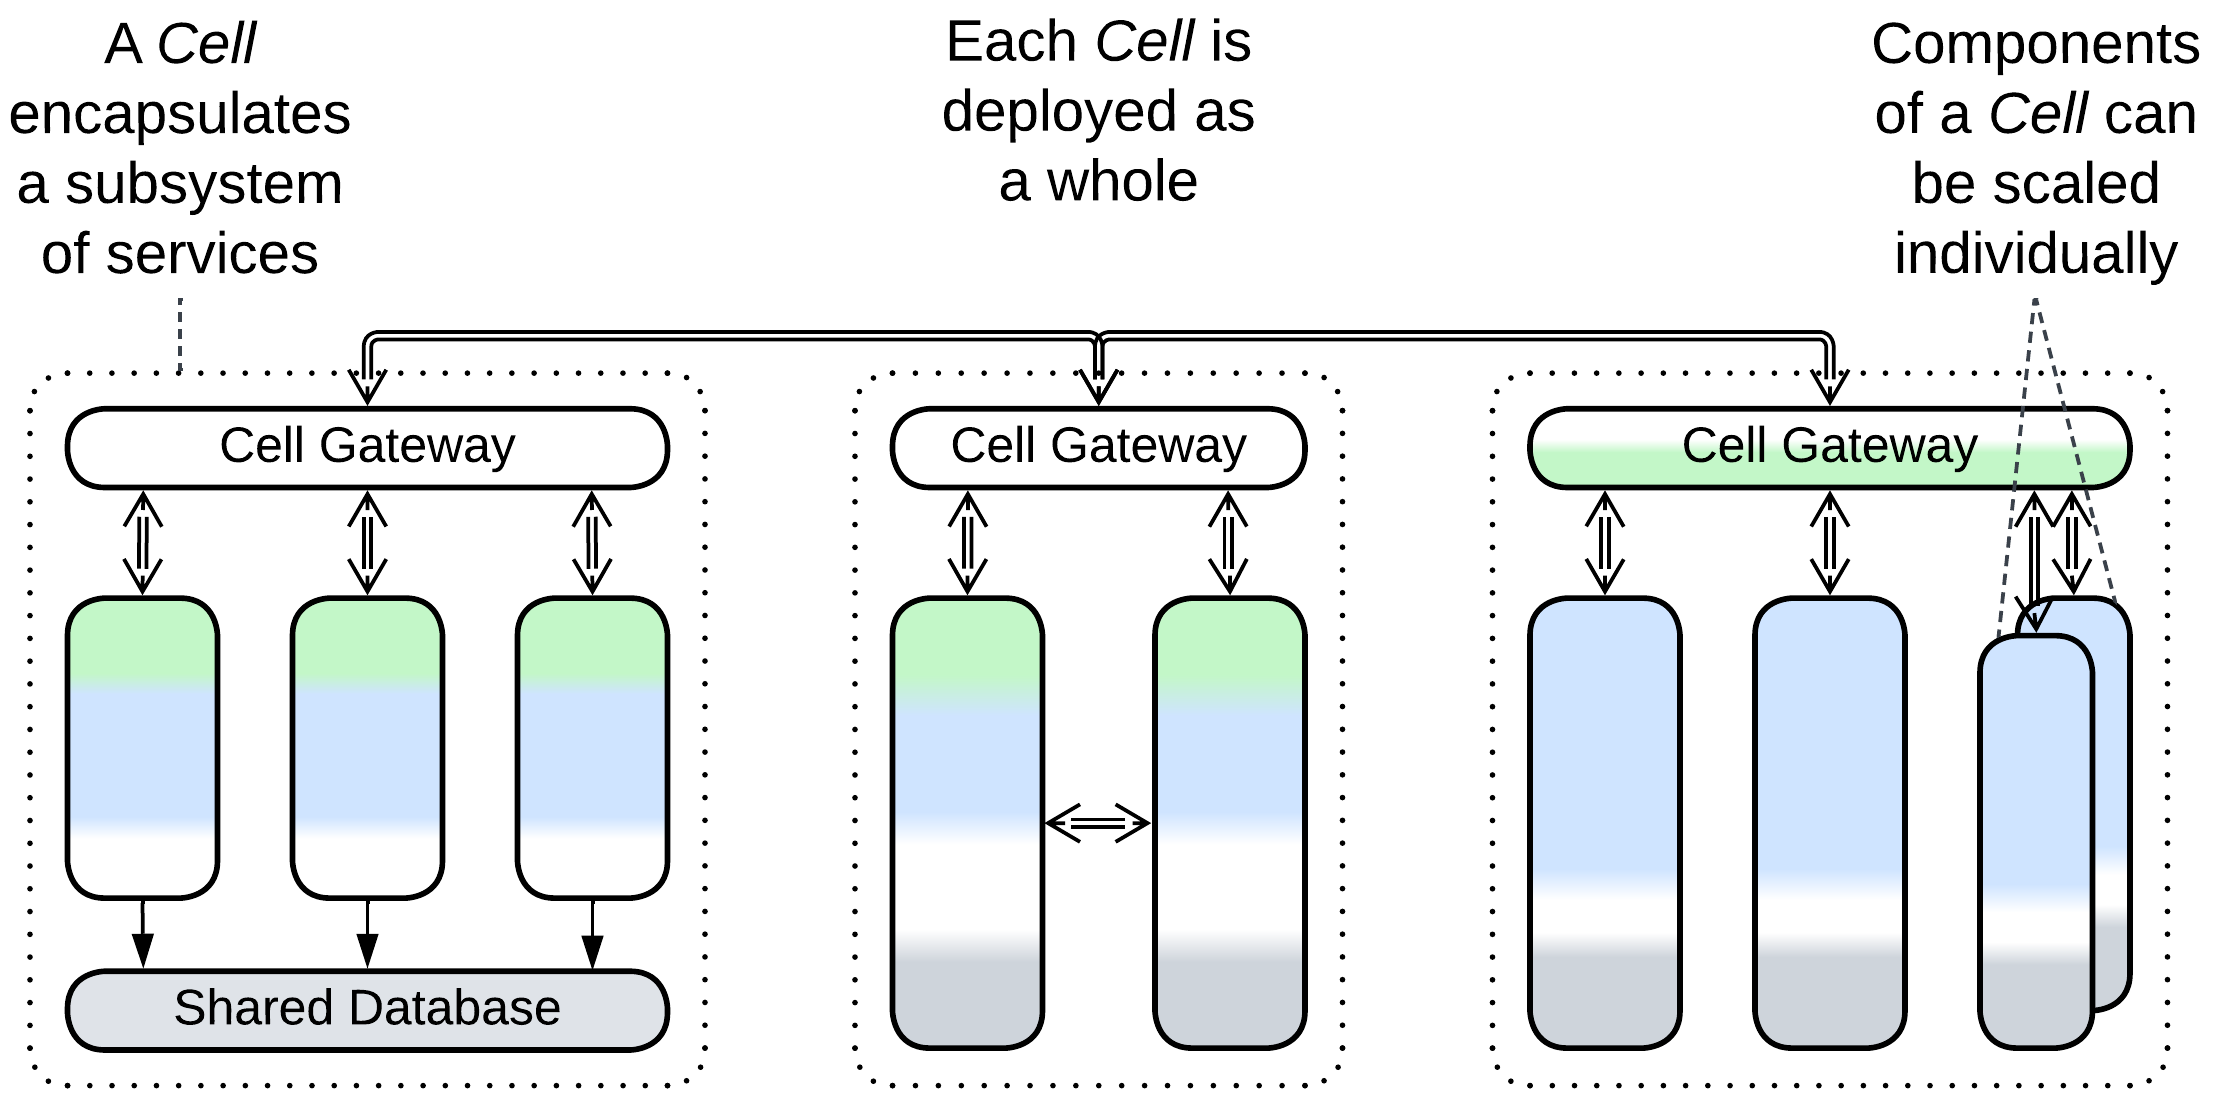 A Cell
encapsulates
a subsystem
of services
Each Cell is
deployed as
a whole
Components
of a Cell can
be scaled
individually
Cell Gateway
Cell Gateway
Cell Gateway
Shared Database